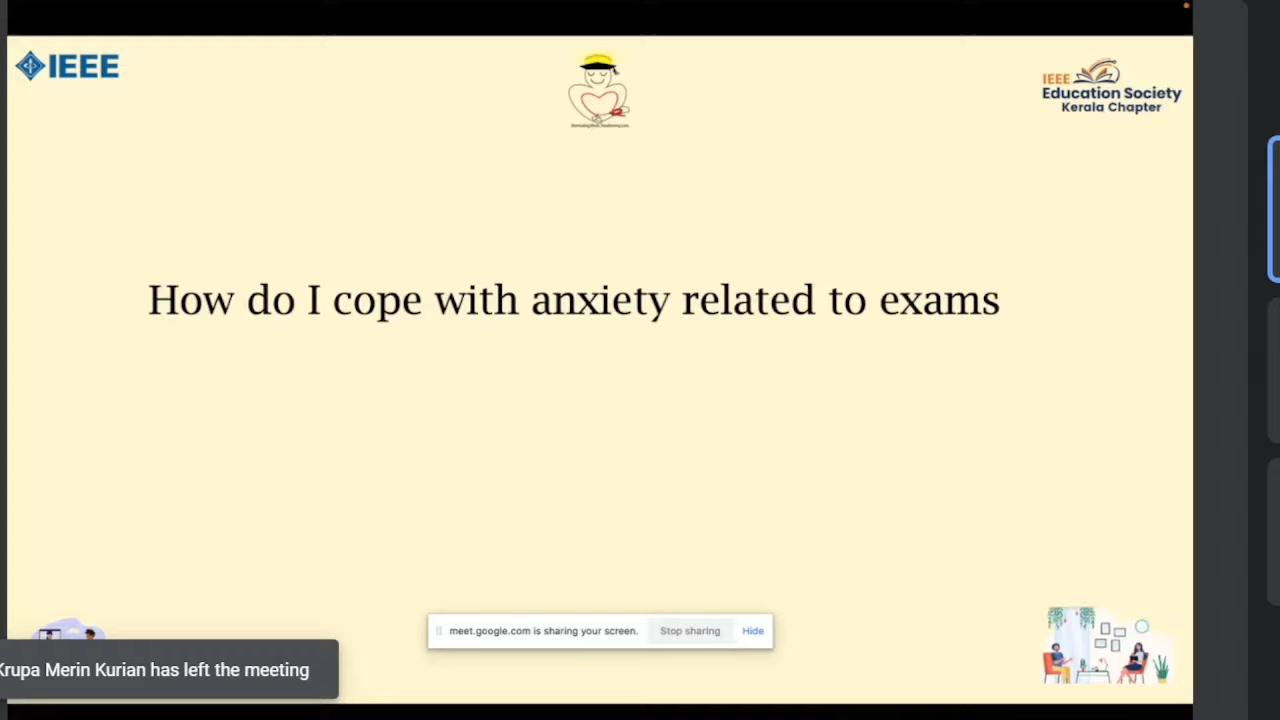 IEEE
IEEE
Education Society
Kerala Chapter
How do I cope with anxiety related to exams
meet.google.com is sharing your screen.
Stop sharing
Hide
Krupa Merin Kurian has left the meeting